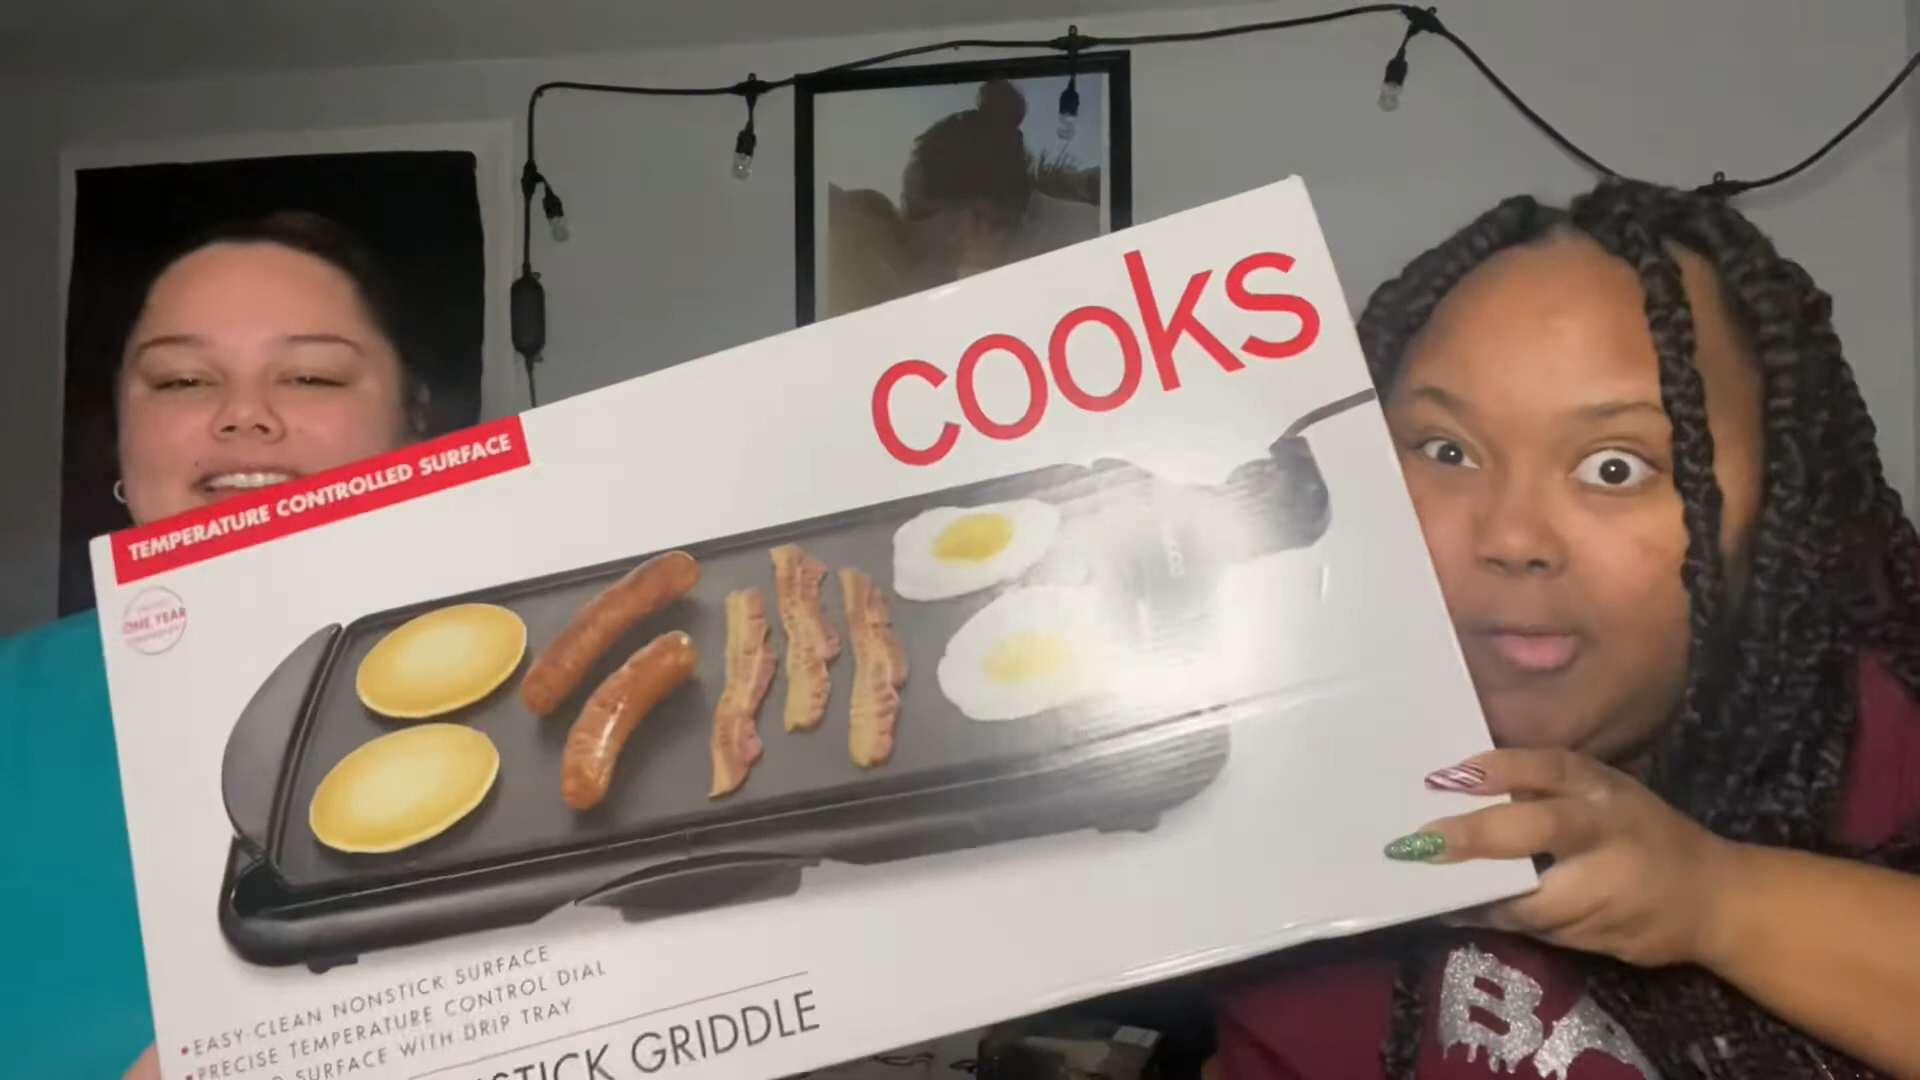 cooks
TEMPERATURE CONTROLLED SURFACE
ONE YEAR
•EASY-CLEAN NONSTICK SURFACE
•PRECISE TEMPERATURE CONTROL DIAL
SURFACE WITH DRIP TRAY
STICK GRIDDLE
BA